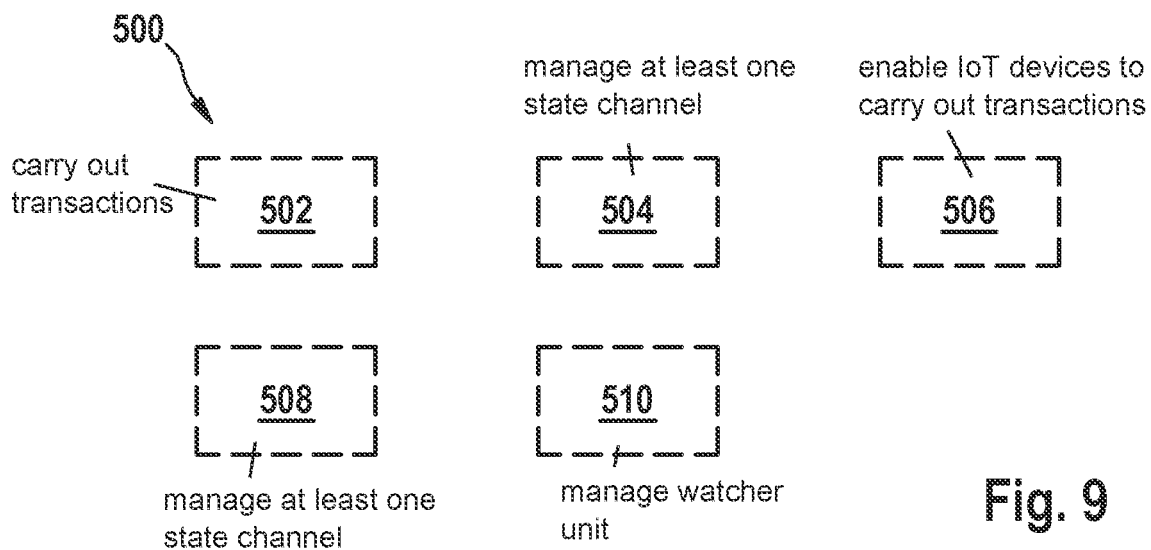 500
manage at least one
state channel
enable IoT devices to
carry out transactions
carry out
transactions
502
504
506
508
510
manage at least one
state channel
manage watcher
unit
Fig. 9